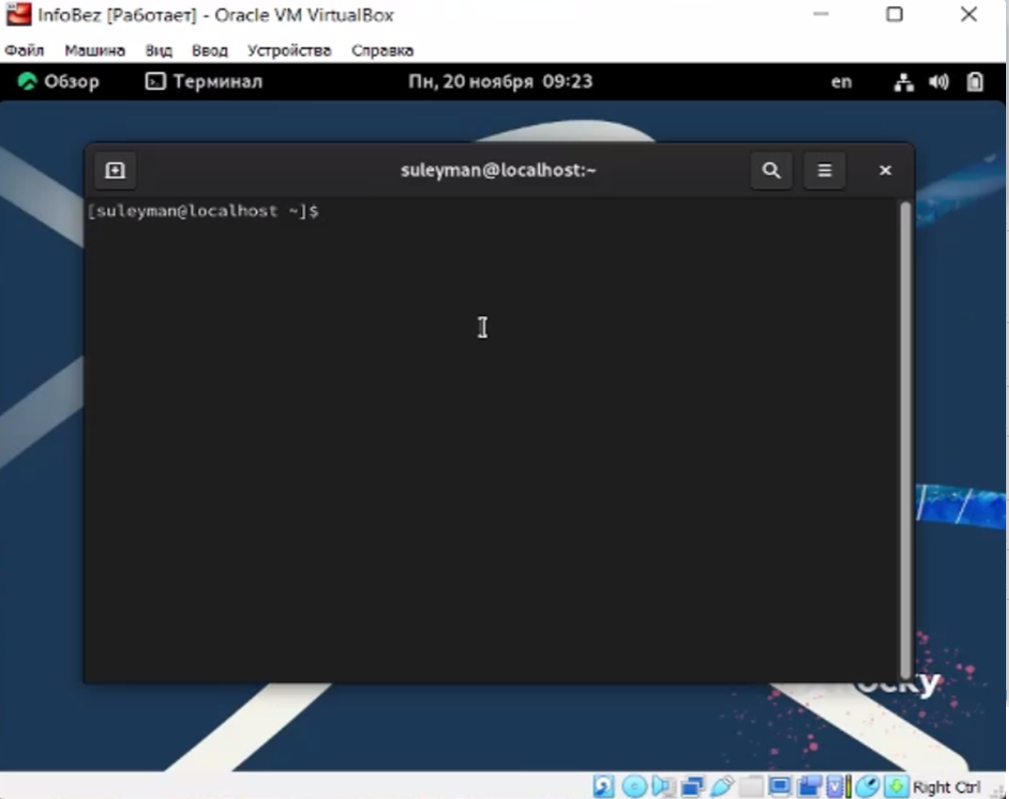 InfoBez [Работает] - Oracle VM VirtualBox
Файл Машина Вид Ввод Устройства Справка
Обзор Терминал Пн, 20 ноября 09:23 en
suleyman@localhost:~
[suleyman@localhost ~]$
Right Ctrl